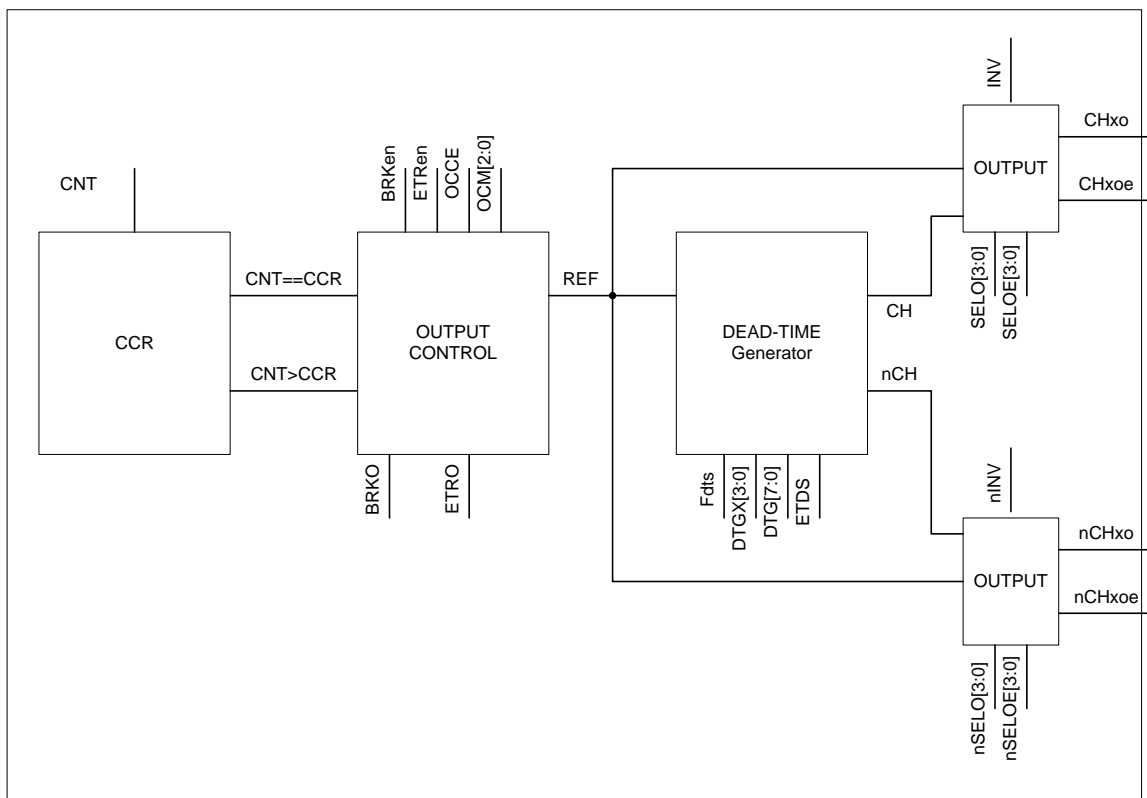 INV
CHxo
OUTPUT
CHxoe
SELO[3:0]
SELOE[3:0]
CNT
BRKen
ETRen
OCCE
OCM[2:0]
CCR
CNT==CCR
CNT>CCR
OUTPUT
CONTROL
BRKO
ETRO
REF
DEAD-TIME
Generator
CH
nCH
Fdts
DTGX[3:0]
DTG[7:0]
ETDS
nINV
nCHxo
OUTPUT
nCHxoe
nSELO[3:0]
nSELOE[3:0]